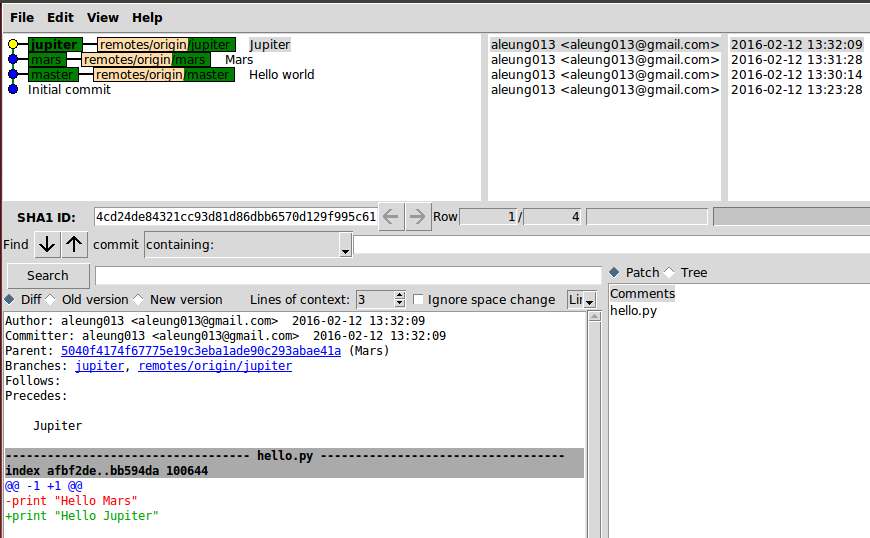 File Edit View Help
jupiter remotes/origin/jupiter Jupiter aleung013 <aleung013@gmail.com> 2016-02-12 13:32:09
mars remotes/origin/mars Mars aleung013 <aleung013@gmail.com> 2016-02-12 13:31:28
master remotes/origin/master Hello world aleung013 <aleung013@gmail.com> 2016-02-12 13:30:14
Initial commit aleung013 <aleung013@gmail.com> 2016-02-12 13:23:28
SHA1 ID: 4cd24de84321cc93d81d86dbb6570d129f995c61 Row 1 / 4
Find commit containing:
Search
Patch Tree
Diff Old version New version Lines of context: 3 Ignore space change Lin
Comments
hello.py
Author: aleung013 <aleung013@gmail.com> 2016-02-12 13:32:09
Committer: aleung013 <aleung013@gmail.com> 2016-02-12 13:32:09
Parent: 5040f4174f67775e19c3eba1ade90c293abae41a (Mars)
Branches: jupiter, remotes/origin/jupiter
Follows:
Precedes:
Jupiter
----------------------------------- hello.py -----------------------------------
index afbf2de..bb594da 100644
@@ -1 +1 @@
-print "Hello Mars"
+print "Hello Jupiter"